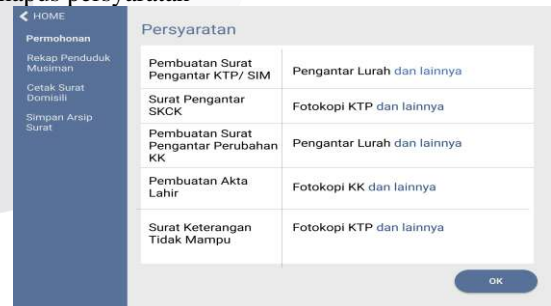 < HOME
Permohonan
Rekap Penduduk
Musiman
Cetak Surat
Domisili
Simpan Arsip
Surat
Persyaratan
Pembuatan Surat
Pengantar KTP/ SIM
Pengantar Lurah dan lainnya
Surat Pengantar
SKCK
Fotokopi KTP dan lainnya
Pembuatan Surat
Pengantar Perubahan
KK
Pengantar Lurah dan lainnya
Pembuatan Akta
Lahir
Fotokopi KK dan lainnya
Surat Keterangan
Tidak Mampu
Fotokopi KTP dan lainnya
OK